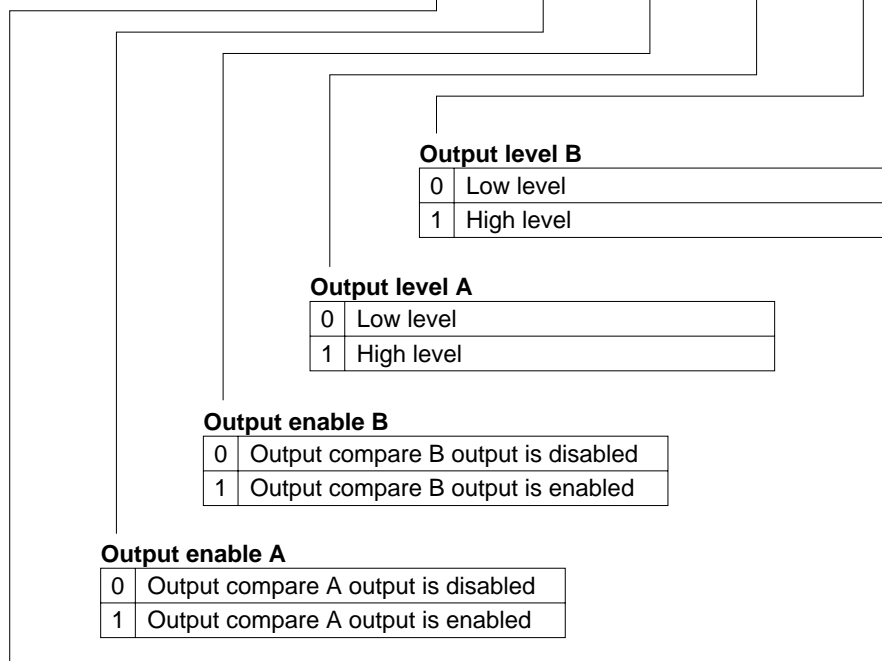 Output level B
0 Low level
1 High level
Output level A
0 Low level
1 High level
Output enable B
0 Output compare B output is disabled
1 Output compare B output is enabled
Output enable A
0 Output compare A output is disabled
1 Output compare A output is enabled